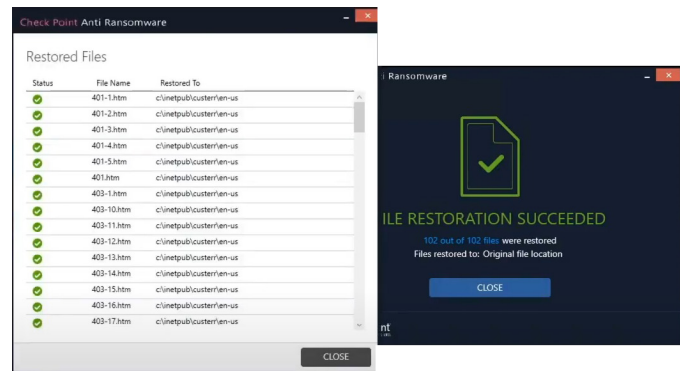 Check Point Anti Ransomware
Restored Files
Status File Name Restored To
401-1.htm c:\inetpub\custerr\en-us
401-2.htm c:\inetpub\custerr\en-us
401-3.htm c:\inetpub\custerr\en-us
401-4.htm c:\inetpub\custerr\en-us
401-5.htm c:\inetpub\custerr\en-us
401.htm c:\inetpub\custerr\en-us
403-1.htm c:\inetpub\custerr\en-us
403-10.htm c:\inetpub\custerr\en-us
403-11.htm c:\inetpub\custerr\en-us
403-12.htm c:\inetpub\custerr\en-us
403-13.htm c:\inetpub\custerr\en-us
403-14.htm c:\inetpub\custerr\en-us
403-15.htm c:\inetpub\custerr\en-us
403-16.htm c:\inetpub\custerr\en-us
403-17.htm c:\inetpub\custerr\en-us
CLOSE
i Ransomware
ILE RESTORATION SUCCEEDED
102 out of 102 files were restored
Files restored to: Original file location
CLOSE
nt